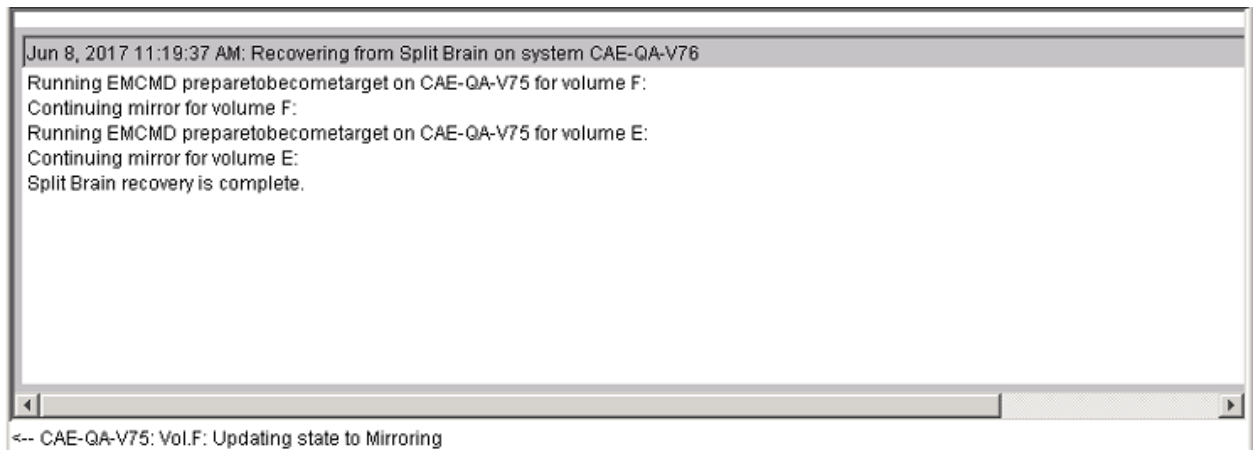 Jun 8, 2017 11:19:37 AM: Recovering from Split Brain on system CAE-QA-V76
Running EMCMD preparetobecometarget on CAE-QA-V75 for volume F:
Continuing mirror for volume F:
Running EMCMD preparetobecometarget on CAE-QA-V75 for volume E:
Continuing mirror for volume E:
Split Brain recovery is complete.
<-- CAE-QA-V75: Vol.F: Updating state to Mirroring